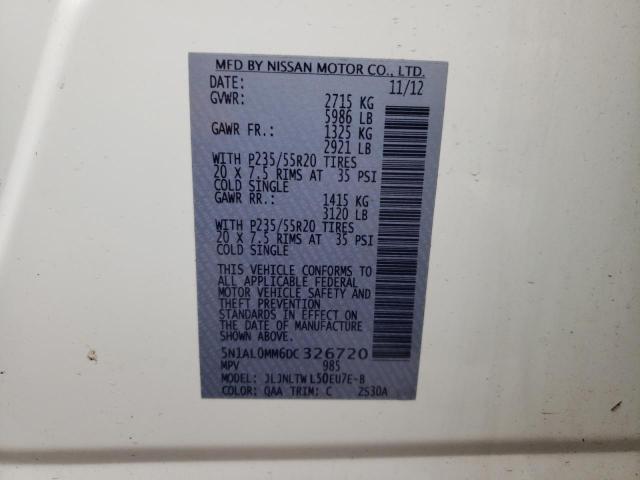 MFD BY NISSAN MOTOR CO., LTD.
DATE: 11/12
GVWR: 2715 KG
5986 LB
GAWR FR.: 1325 KG
2921 LB
WITH P235/55R20 TIRES
20 X 7.5 RIMS AT 35 PSI
COLD SINGLE
GAWR RR.: 1415 KG
3120 LB
WITH P235/55R20 TIRES
20 X 7.5 RIMS AT 35 PSI
COLD SINGLE
THIS VEHICLE CONFORMS TO
ALL APPLICABLE FEDERAL
MOTOR VEHICLE SAFETY AND
THEFT PREVENTION
STANDARDS IN EFFECT ON
THE DATE OF MANUFACTURE
SHOWN ABOVE.
5N1AL0MM6DC326720
MPV 985
MODEL: JLJNLTW L50EU7E-B
COLOR: QAA TRIM: C 2S30A